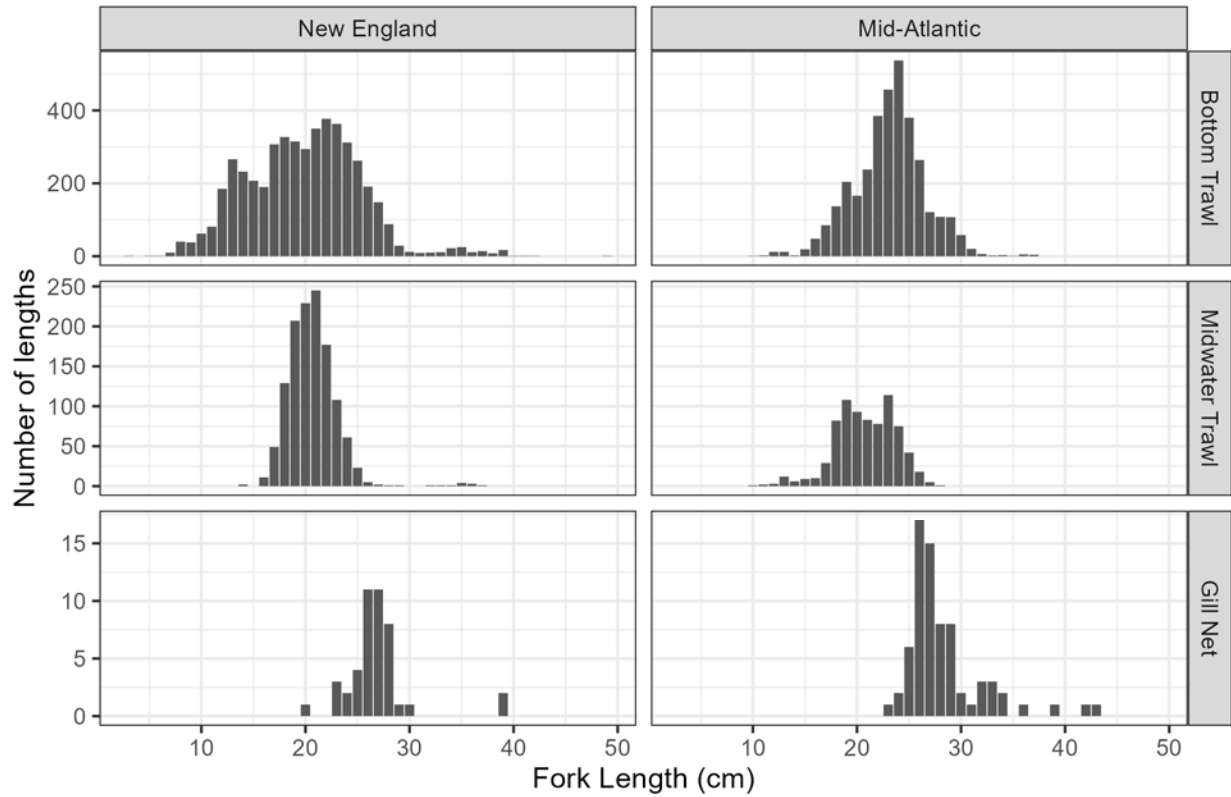 New England
Mid-Atlantic
Bottom Trawl
Midwater Trawl
Gill Net
Number of lengths
400
200
0
250
200
150
100
50
0
15
10
5
0
10 20 30 40 50
10 20 30 40 50
Fork Length (cm)